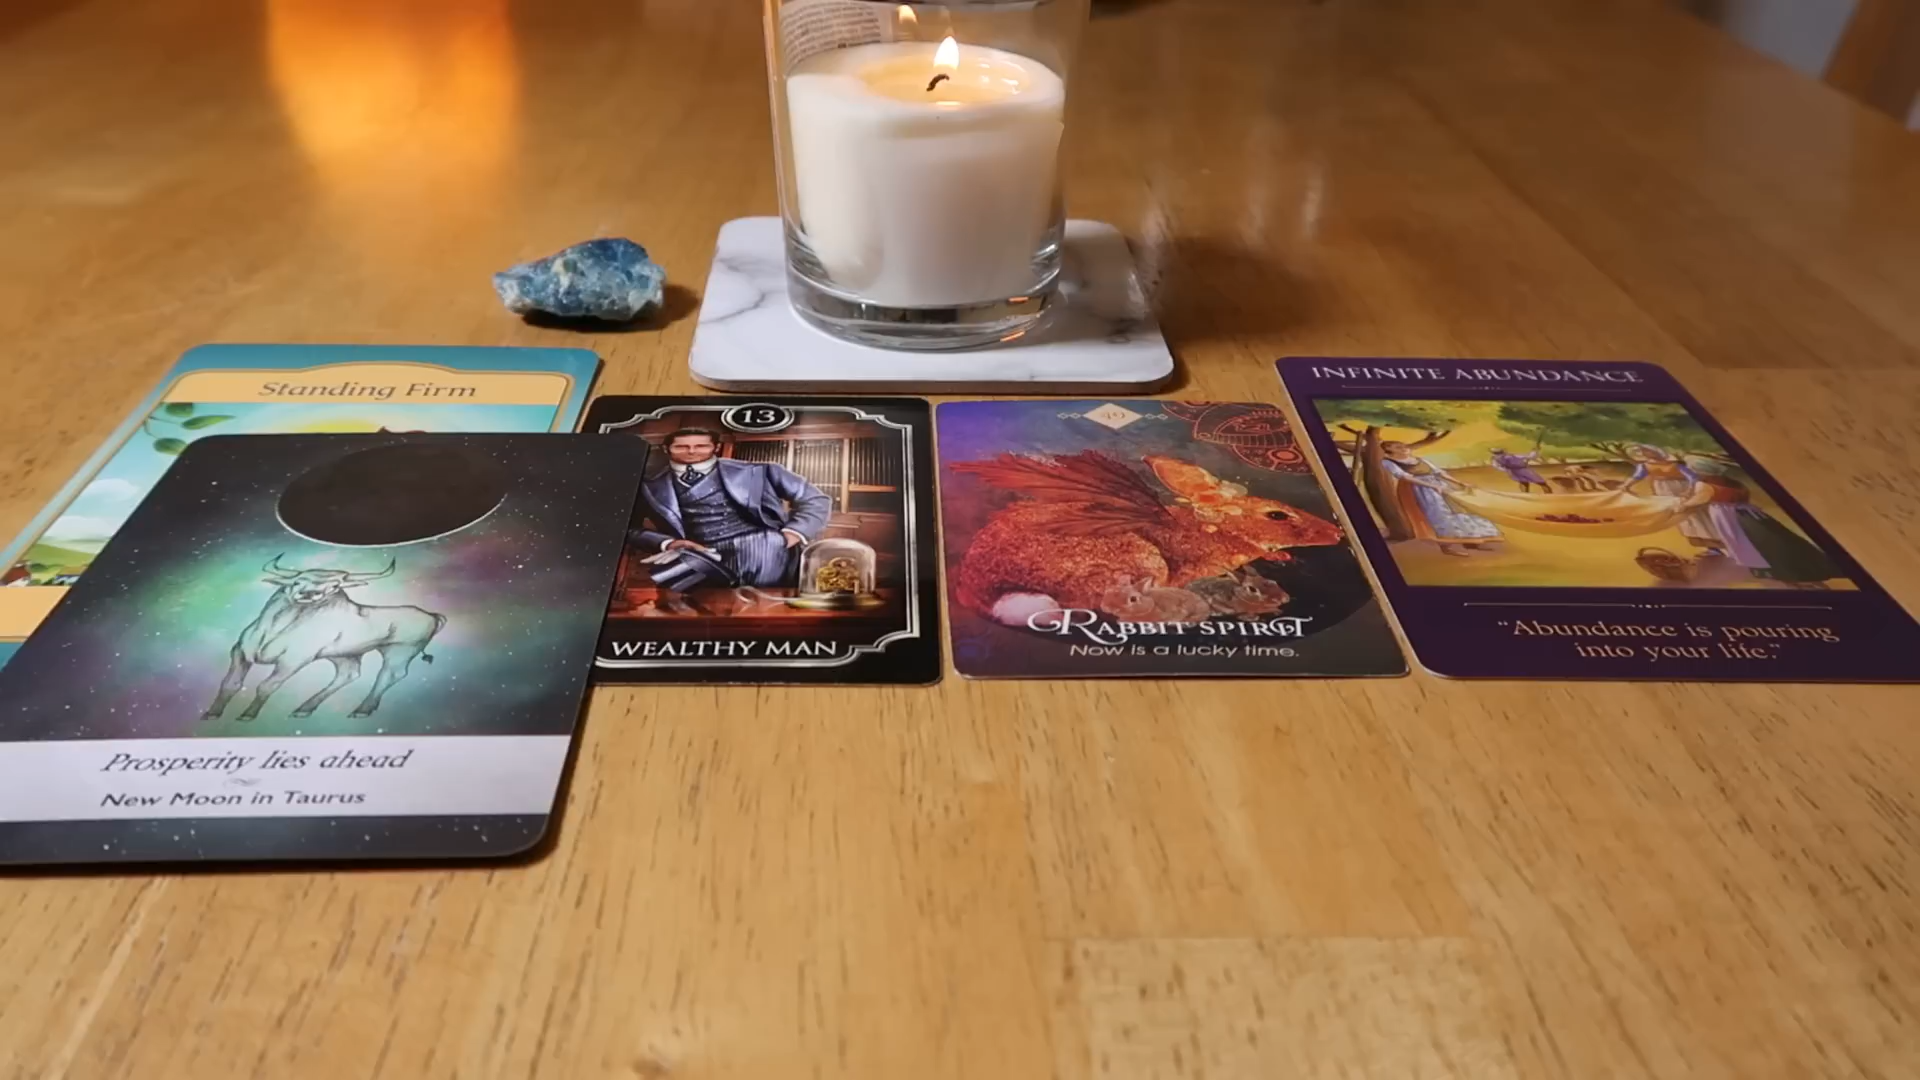 Standing Firm
Prosperity lies ahead
New Moon in Taurus
13
WEALTHY MAN
49
RABBIT SPIRIT
Now is a lucky time.
INFINITE ABUNDANCE
"Abundance is pouring
into your life."